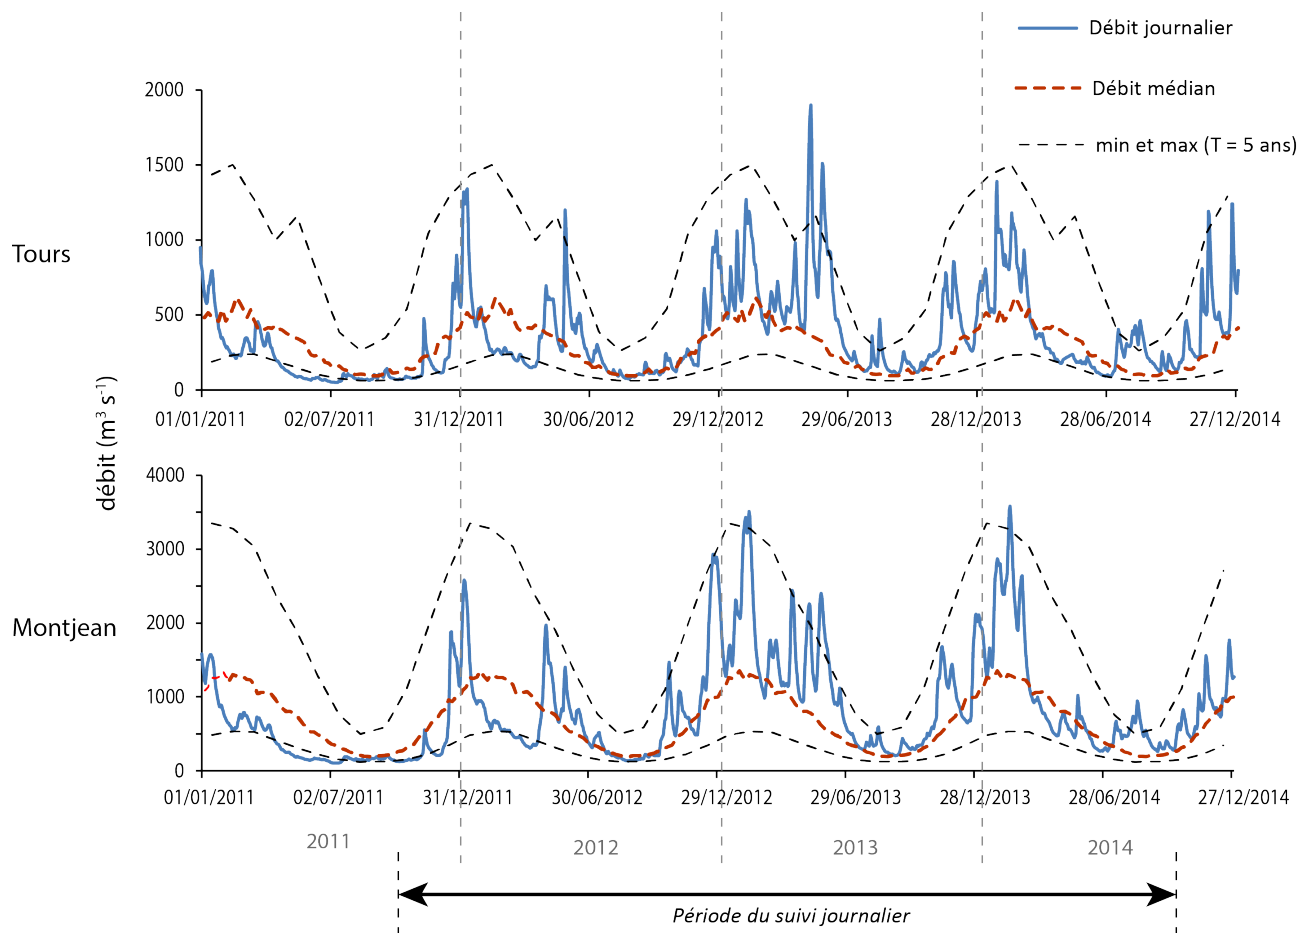 Débit journalier
Débit médian
min et max (T = 5 ans)
Tours
2000
1500
1000
500
0
01/01/2011 02/07/2011 31/12/2011 30/06/2012 29/12/2012 29/06/2013 28/12/2013 28/06/2014 27/12/2014
débit (m³ s⁻¹)
Montjean
4000
3000
2000
1000
0
01/01/2011 02/07/2011 31/12/2011 30/06/2012 29/12/2012 29/06/2013 28/12/2013 28/06/2014 27/12/2014
2011 2012 2013 2014
Période du suivi journalier